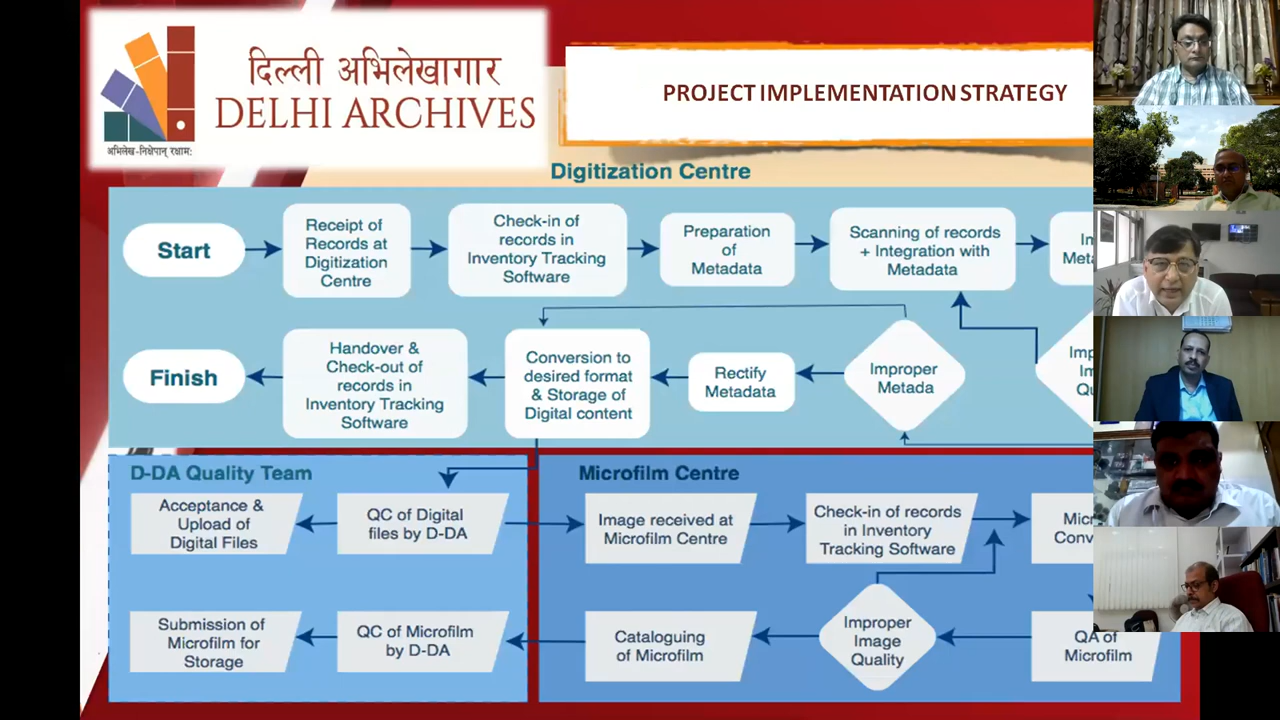 दिल्ली अभिलेखागार
DELHI ARCHIVES
अभिलेख-निक्षेपान् रक्षामः
PROJECT IMPLEMENTATION STRATEGY
Digitization Centre
Start
Receipt of
Records at
Digitization
Centre
Check-in of
records in
Inventory Tracking
Software
Preparation
of
Metadata
Scanning of records
+ Integration with
Metadata
Finish
Handover &
Check-out of
records in
Inventory Tracking
Software
Conversion to
desired format
& Storage of
Digital content
Rectify
Metadata
Improper
Metada
D-DA Quality Team
Acceptance &
Upload of
Digital Files
QC of Digital
files by D-DA
Submission of
Microfilm for
Storage
QC of Microfilm
by D-DA
Microfilm Centre
Image received at
Microfilm Centre
Check-in of records
in Inventory
Tracking Software
Cataloguing
of Microfilm
Improper
Image
Quality
QA of
Microfilm